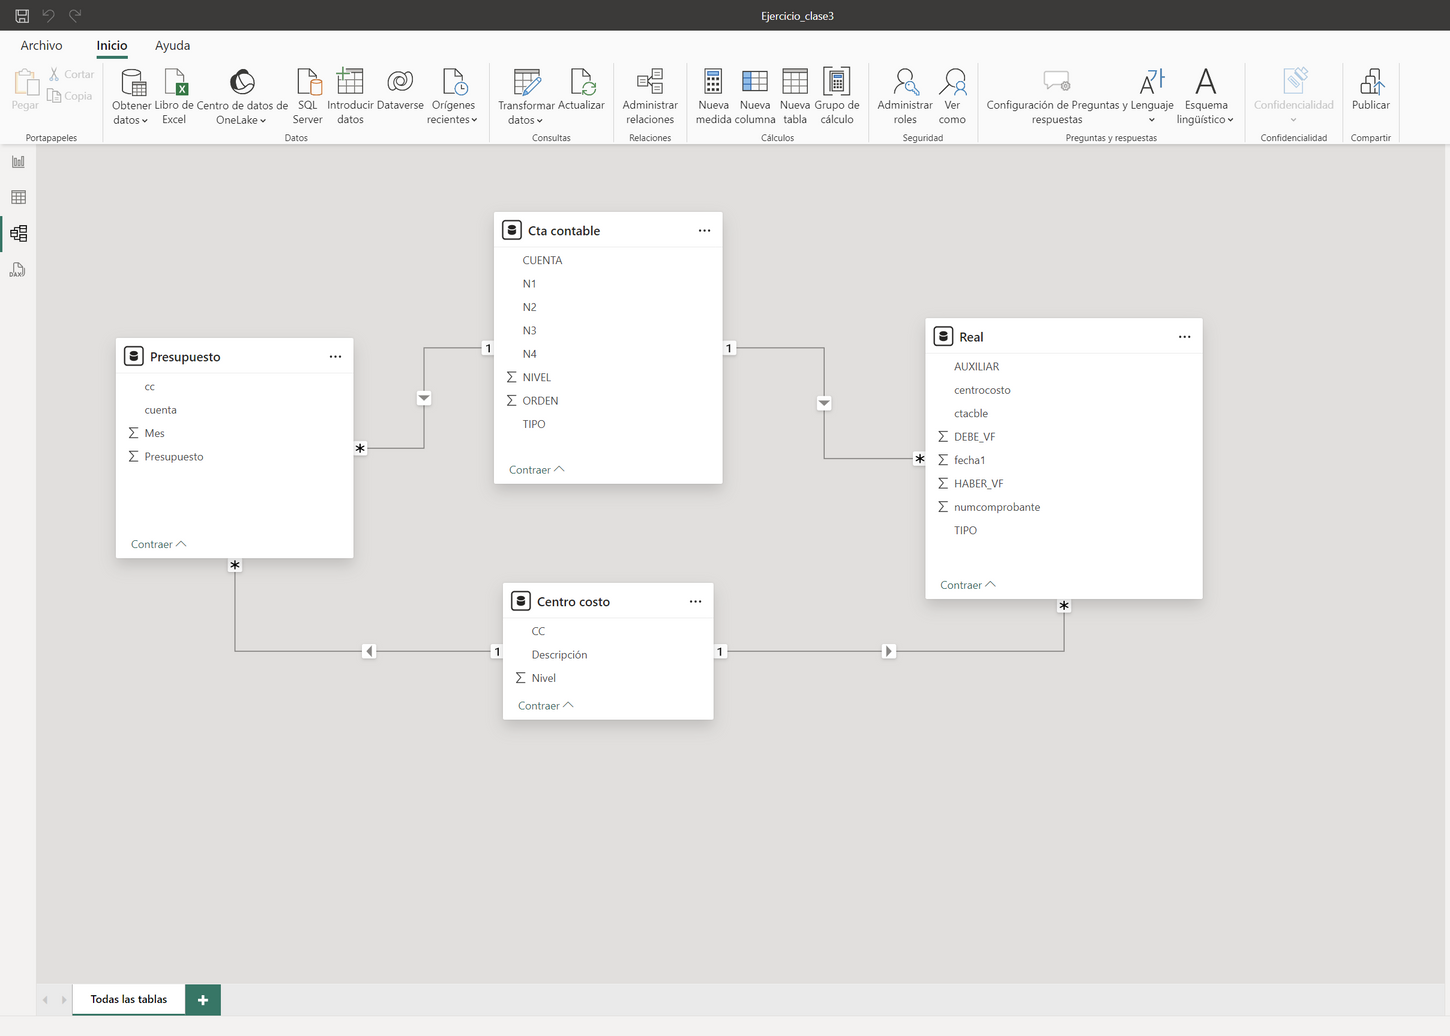 Ejercicio_clase3
Archivo Inicio Ayuda
Pegar
Cortar
Copia
Obtener datos
Libro de Excel
Centro de datos de OneLake
SQL Server
Introducir datos
Dataverse
Orígenes recientes
Transformar datos
Actualizar
Administrar relaciones
Nueva medida
Nueva columna
Nueva tabla
Grupo de cálculo
Administrar roles
Ver como
Configuración de Preguntas y respuestas
Lenguaje
Esquema lingüístico
Confidencialidad
Publicar
Portapapeles Datos Consultas Relaciones Cálculos Seguridad Preguntas y respuestas Confidencialidad Compartir
DAX
Cta contable
CUENTA
N1
N2
N3
N4
∑ NIVEL
∑ ORDEN
TIPO
Contraer
1
1
Presupuesto
cc
cuenta
∑ Mes
∑ Presupuesto
Contraer
*
*
Real
AUXILIAR
centrocosto
ctacble
∑ DEBE_VF
∑ fecha1
∑ HABER_VF
∑ numcomprobante
TIPO
Contraer
*
*
Centro costo
CC
Descripción
∑ Nivel
Contraer
1
1
Todas las tablas
+